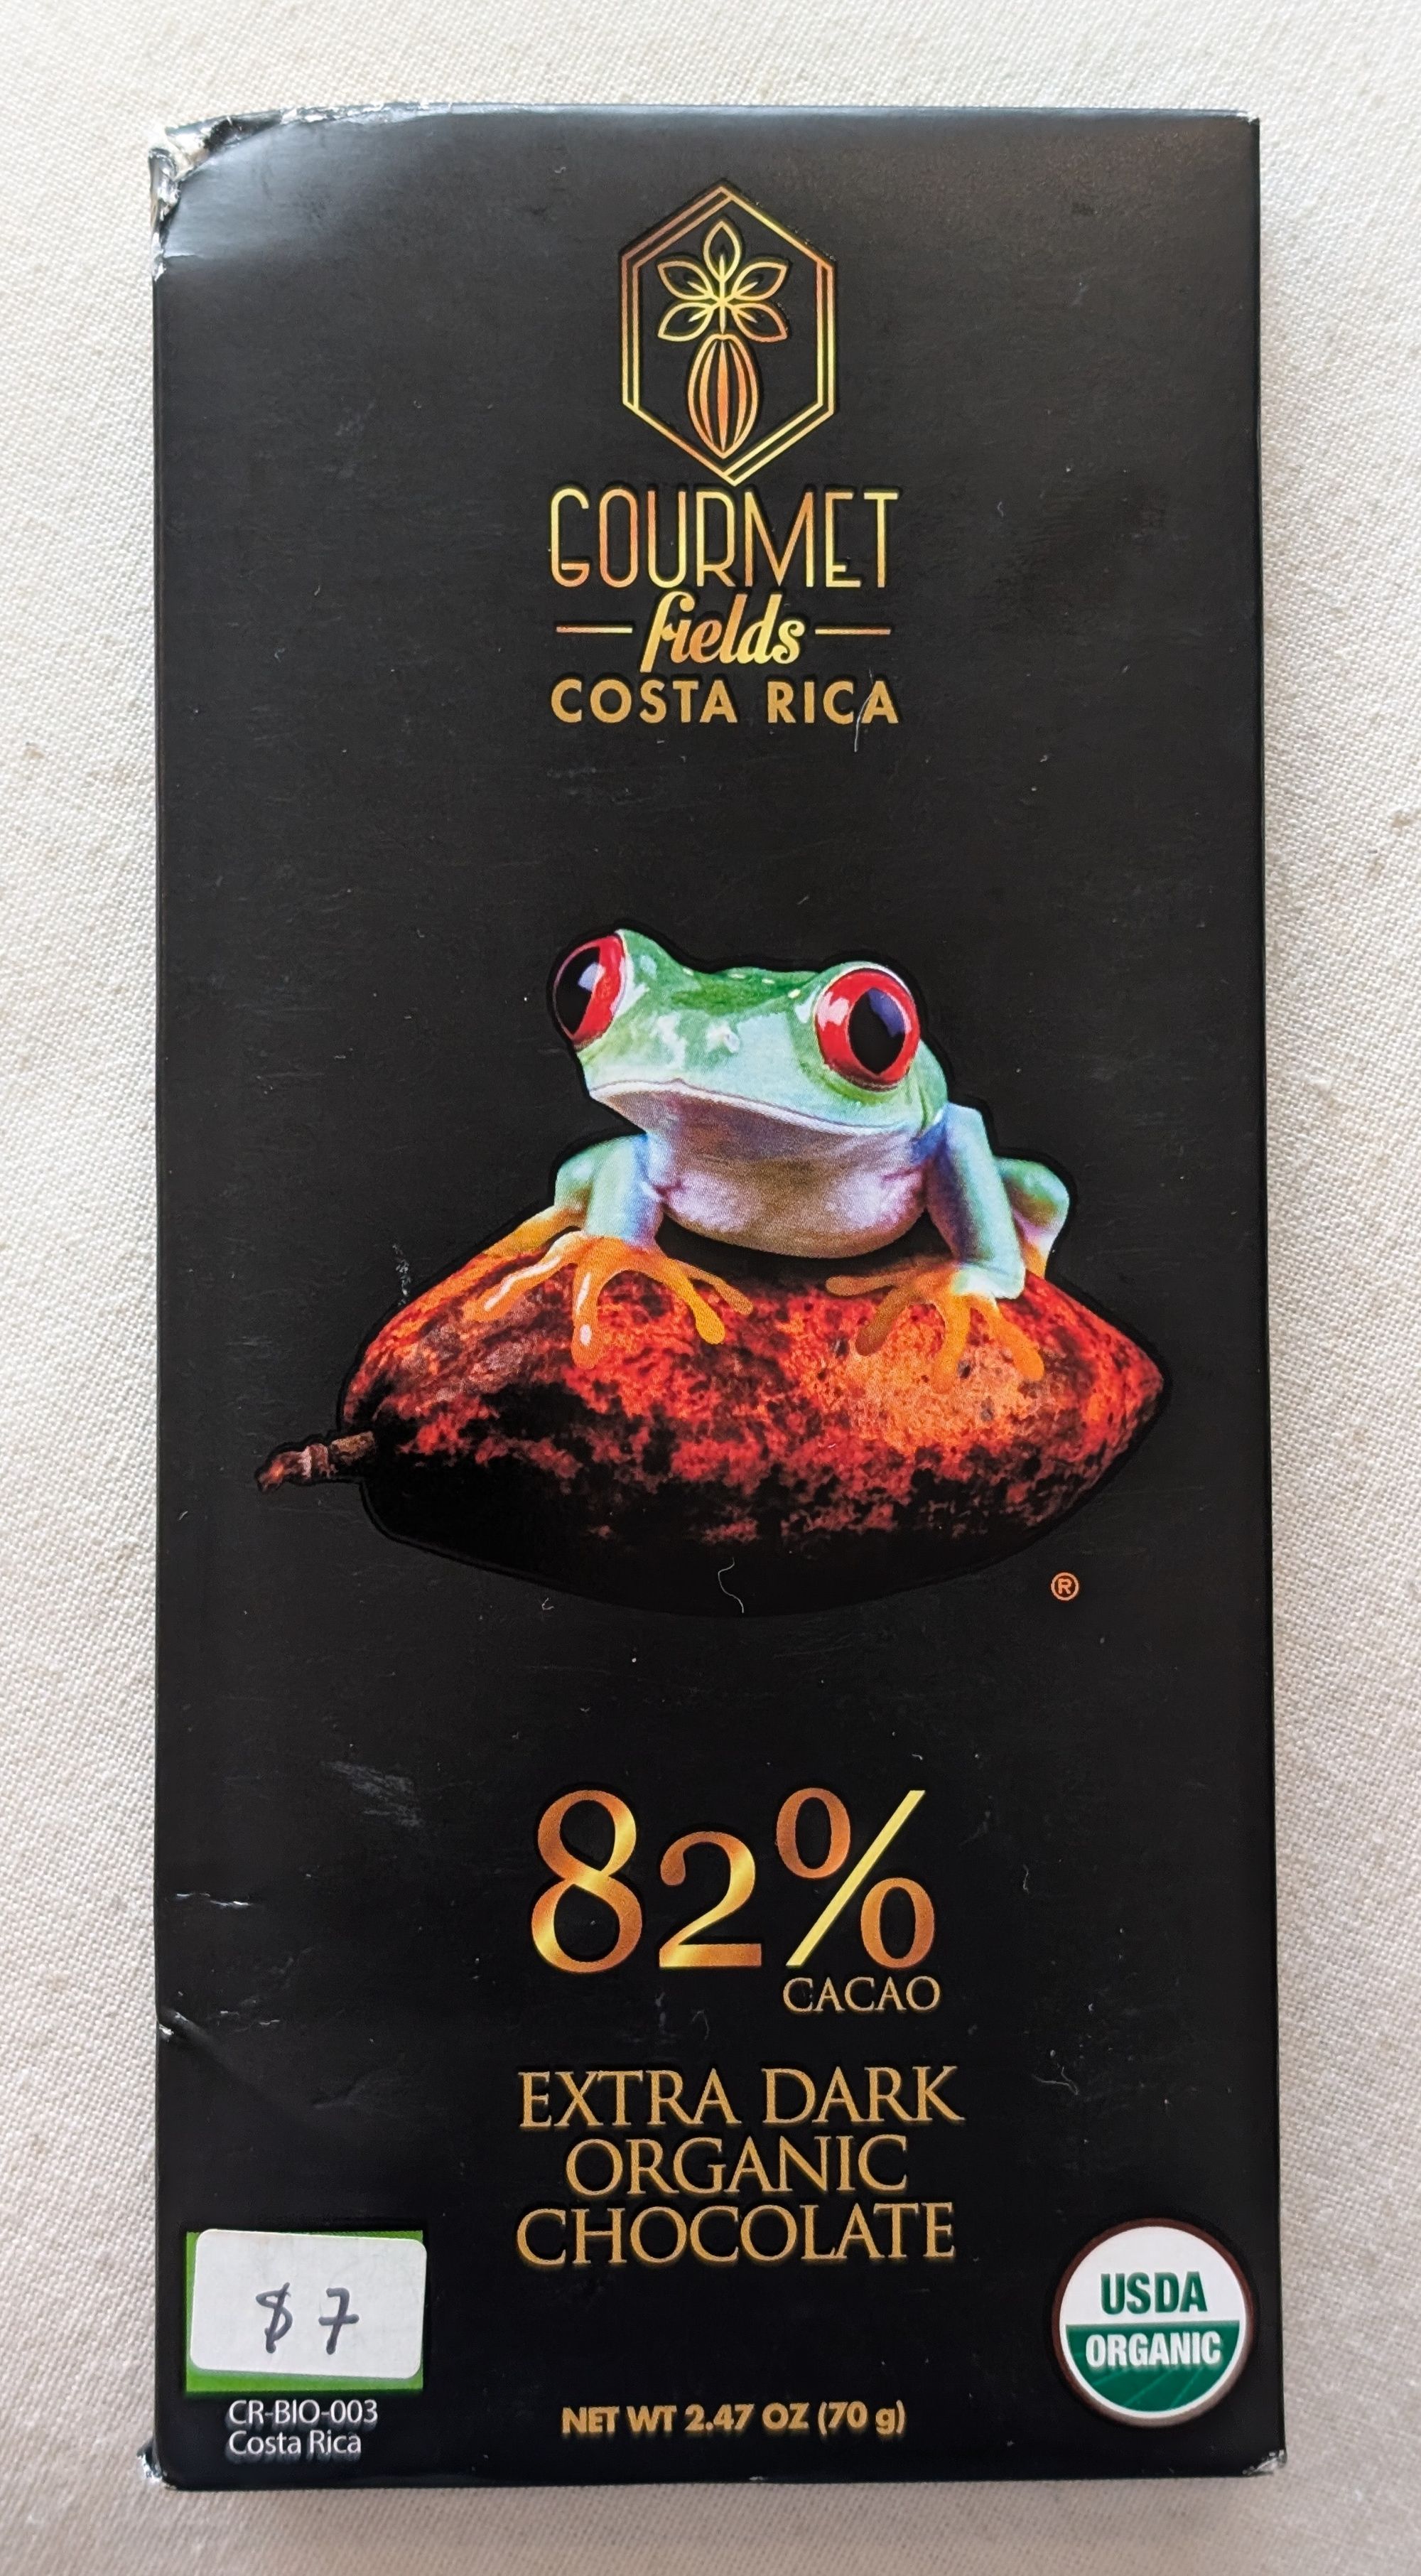 GOURMET
fields
COSTA RICA
®
82%
CACAO
EXTRA DARK
ORGANIC
CHOCOLATE
$7
CR-BIO-003
Costa Rica
NET WT 2.47 OZ (70 g)
USDA
ORGANIC